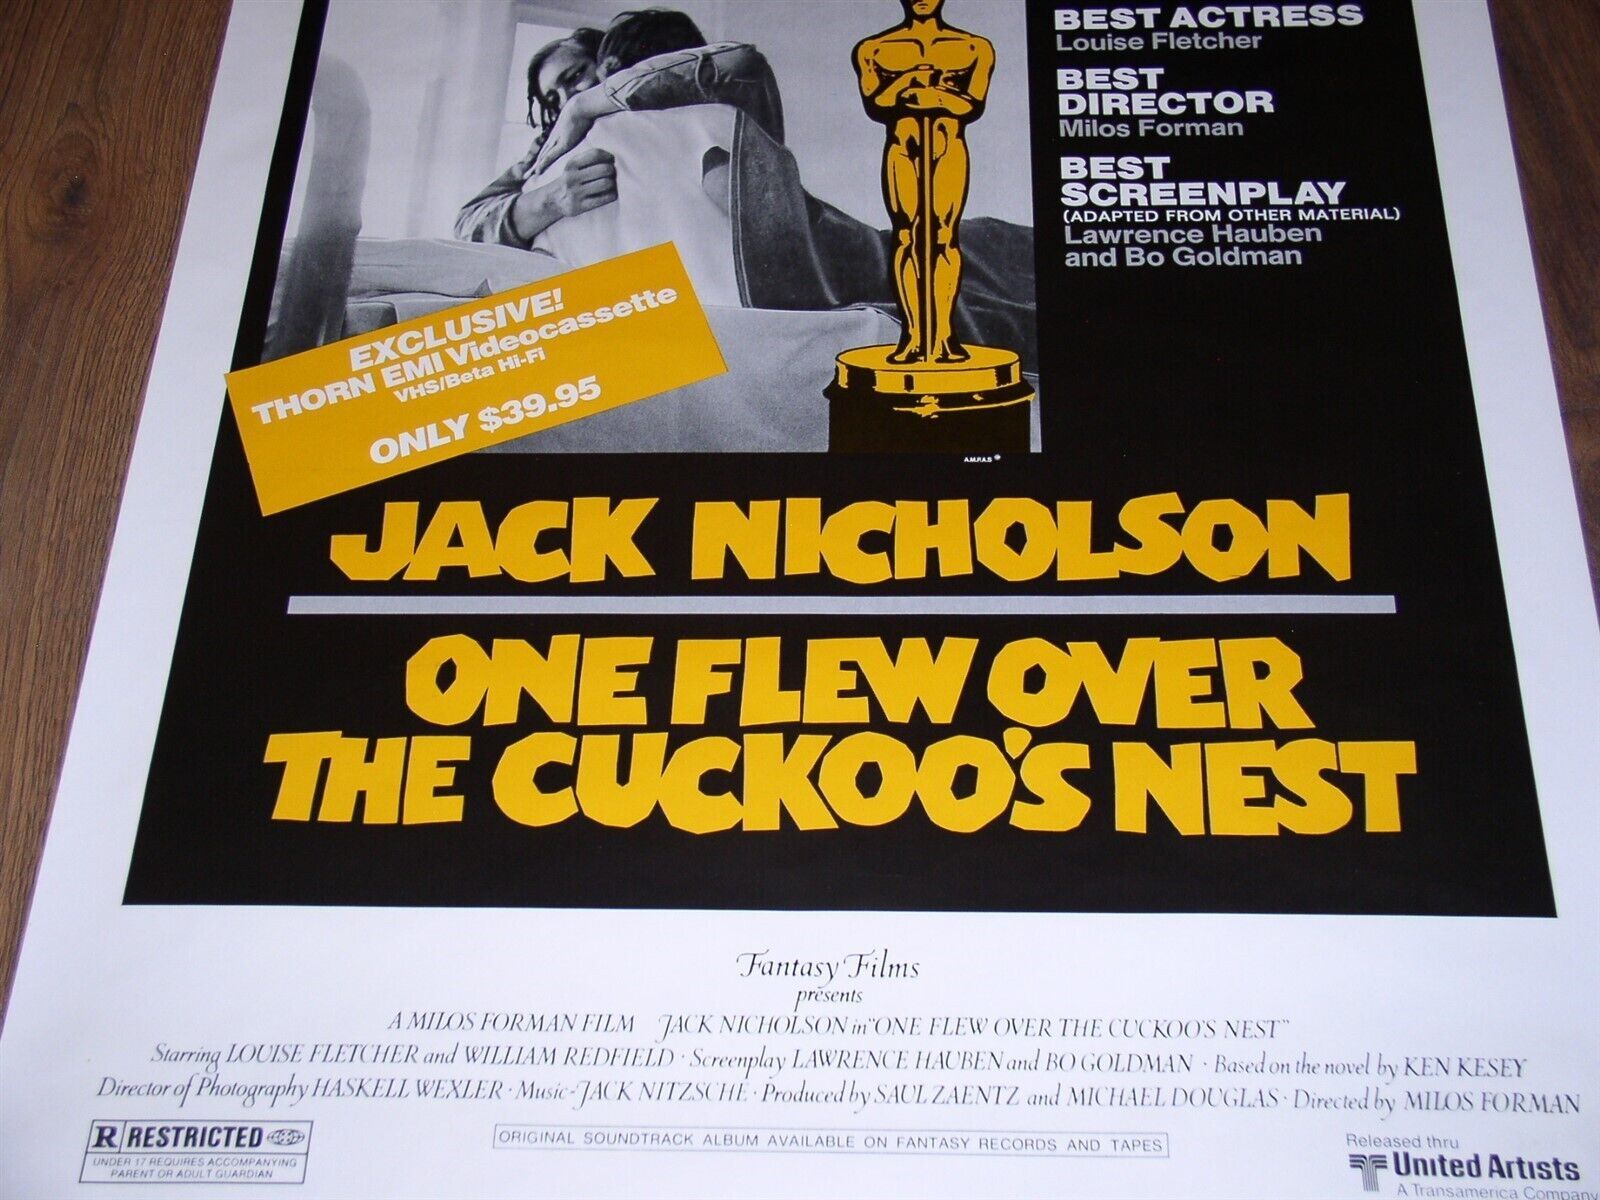 BEST ACTRESS
Louise Fletcher
BEST
DIRECTOR
Milos Forman
BEST
SCREENPLAY
(ADAPTED FROM OTHER MATERIAL)
Lawrence Hauben
and Bo Goldman
EXCLUSIVE!
THORN EMI Videocassette
VHS/Beta Hi-Fi
ONLY $39.95
A.M.P.A.S ®
JACK NICHOLSON
ONE FLEW OVER
THE CUCKOO'S NEST
Fantasy Films
presents
A MILOS FORMAN FILM JACK NICHOLSON in "ONE FLEW OVER THE CUCKOO'S NEST"
Starring LOUISE FLETCHER and WILLIAM REDFIELD · Screenplay LAWRENCE HAUBEN and BO GOLDMAN · Based on the novel by KEN KESEY
Director of Photography HASKELL WEXLER · Music - JACK NITZSCHE · Produced by SAUL ZAENTZ and MICHAEL DOUGLAS · Directed by MILOS FORMAN
R RESTRICTED
UNDER 17 REQUIRES ACCOMPANYING
PARENT OR ADULT GUARDIAN
ORIGINAL SOUNDTRACK ALBUM AVAILABLE ON FANTASY RECORDS AND TAPES
Released thru
United Artists
A Transamerica Company